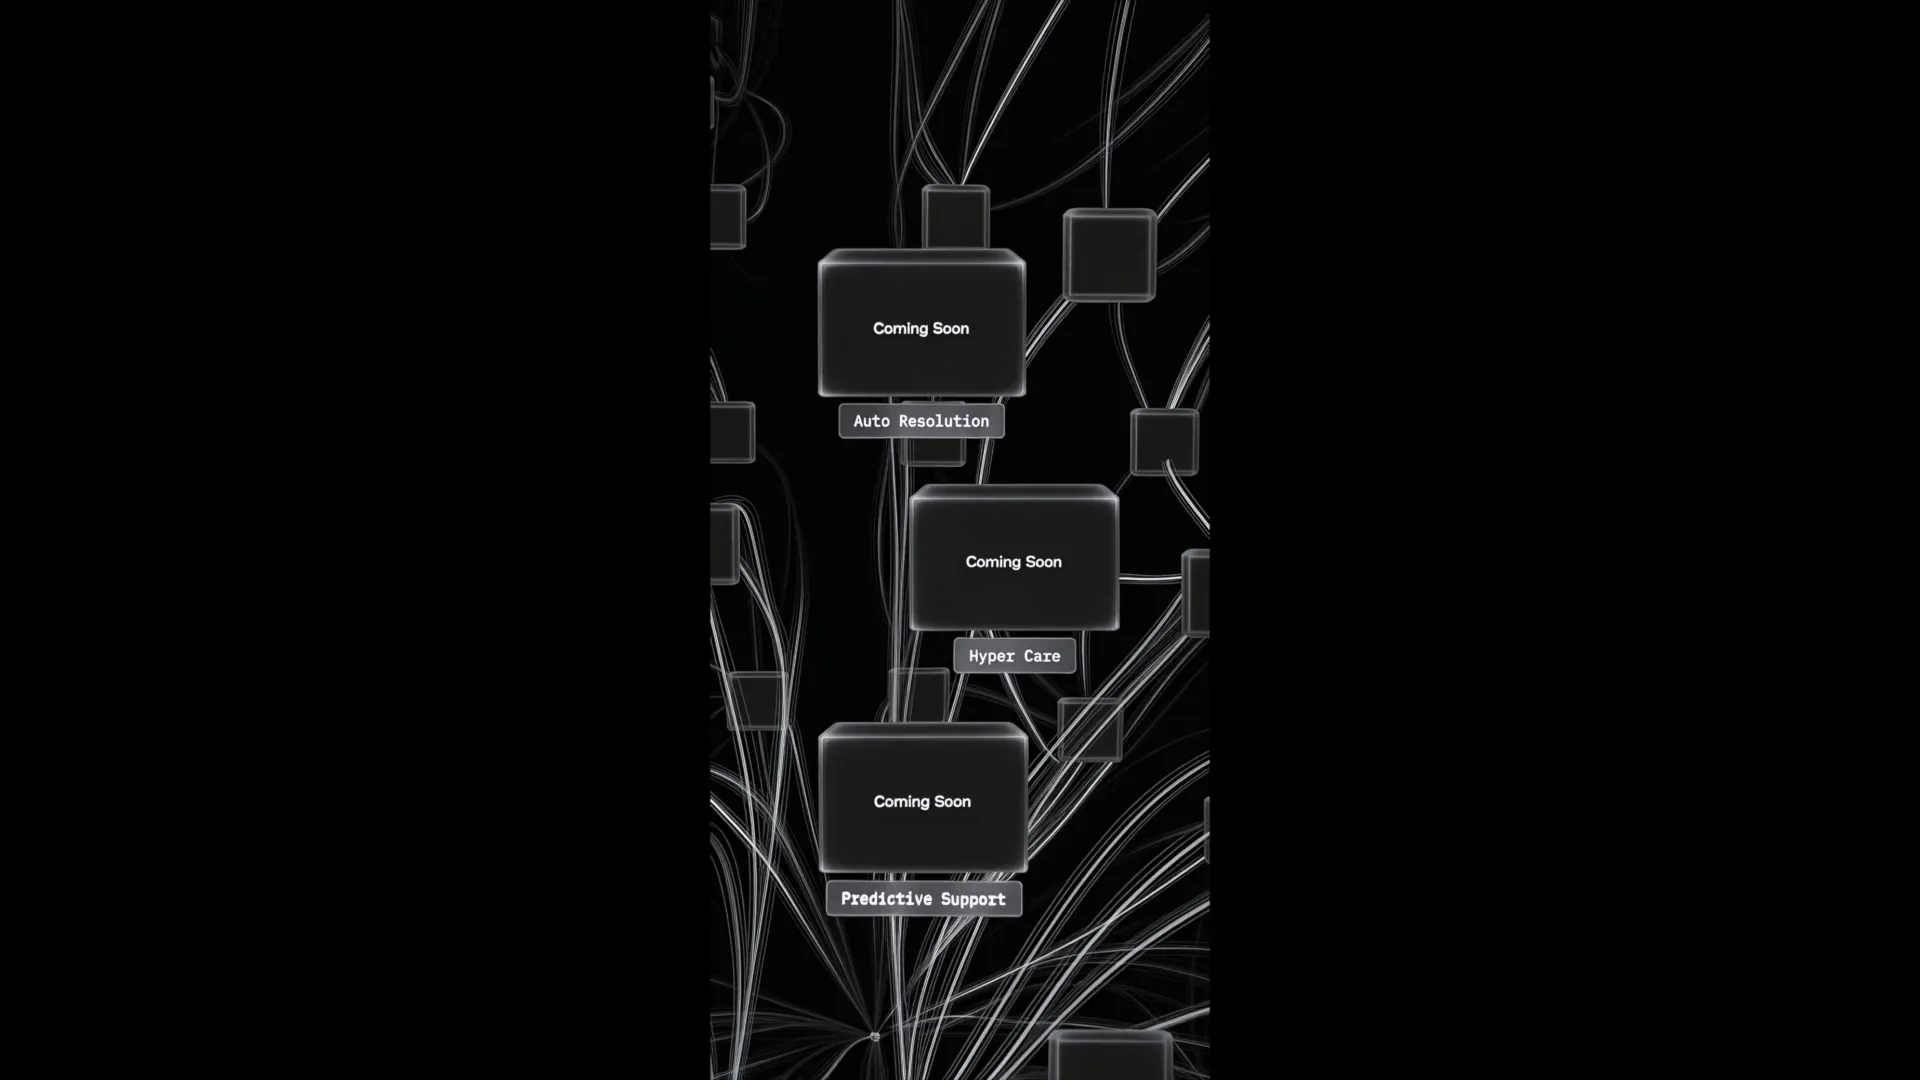 Coming Soon
Auto Resolution
Coming Soon
Hyper Care
Coming Soon
Predictive Support